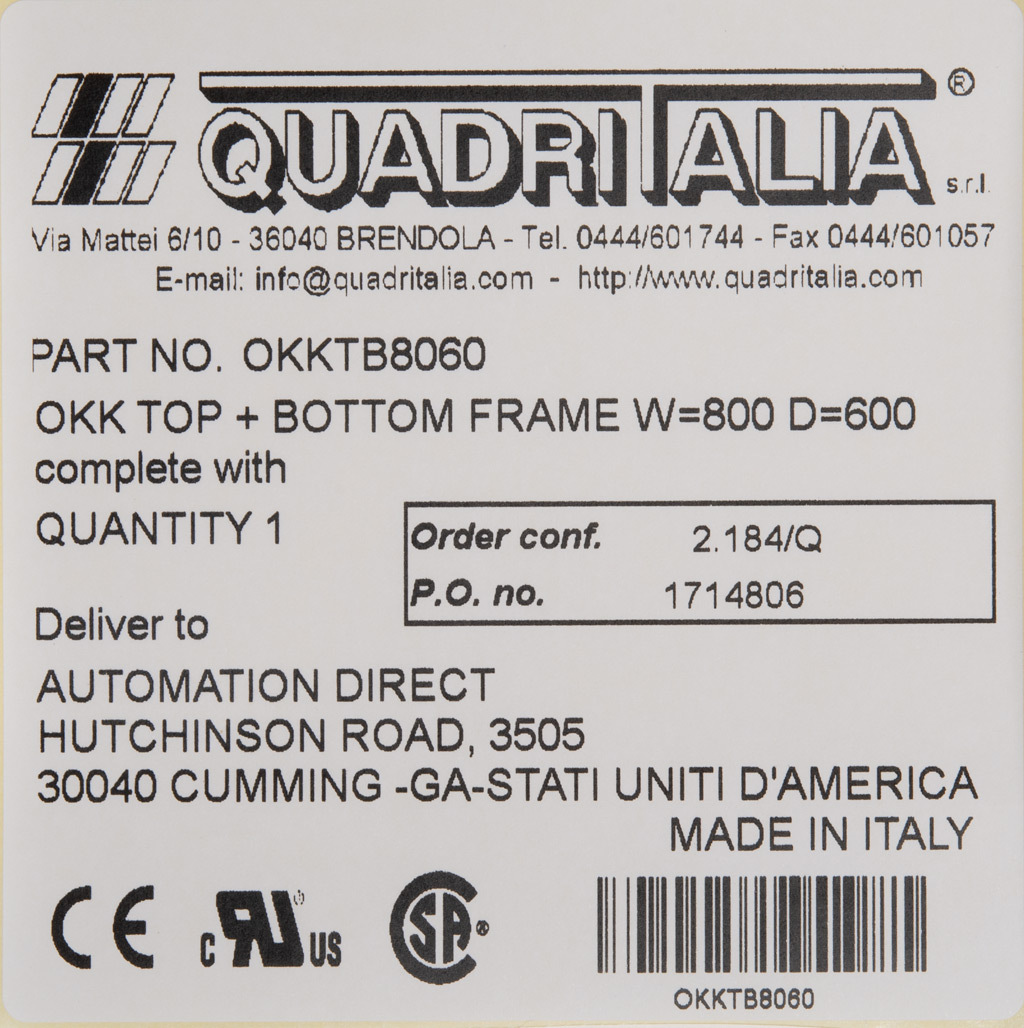 QUADRITALIA® s.r.l.
Via Mattei 6/10 - 36040 BRENDOLA - Tel. 0444/601744 - Fax 0444/601057
E-mail: info@quadritalia.com - http://www.quadritalia.com
PART NO. OKKTB8060
OKK TOP + BOTTOM FRAME W=800 D=600
complete with
QUANTITY 1
Order conf. 2.184/Q
P.O. no. 1714806
Deliver to
AUTOMATION DIRECT
HUTCHINSON ROAD, 3505
30040 CUMMING -GA-STATI UNITI D'AMERICA
MADE IN ITALY
CE
C RU® US
SA®
OKKTB8060